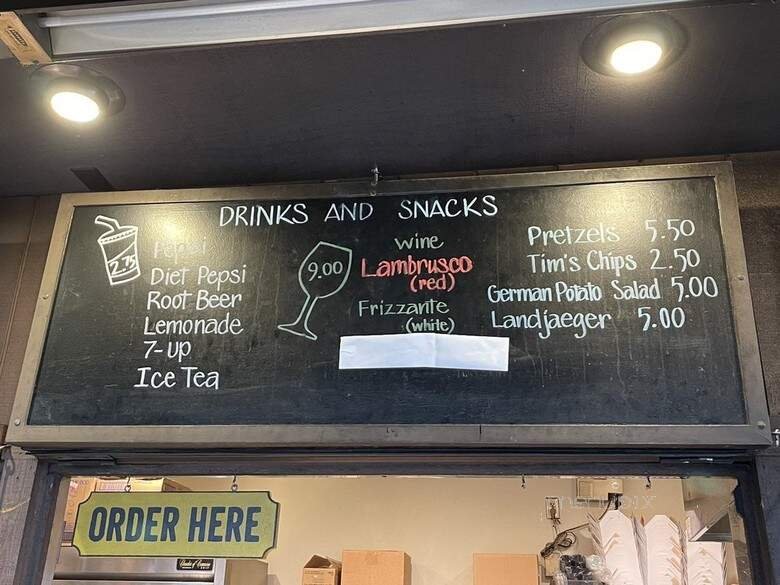 DRINKS AND SNACKS
2.75
Pepsi
Diet Pepsi
Root Beer
Lemonade
7-up
Ice Tea
9.00
wine
Lambrusco
(red)
Frizzante
(white)
Pretzels 5.50
Tim's Chips 2.50
German Potato Salad 5.00
Landjaeger 5.00
ORDER HERE